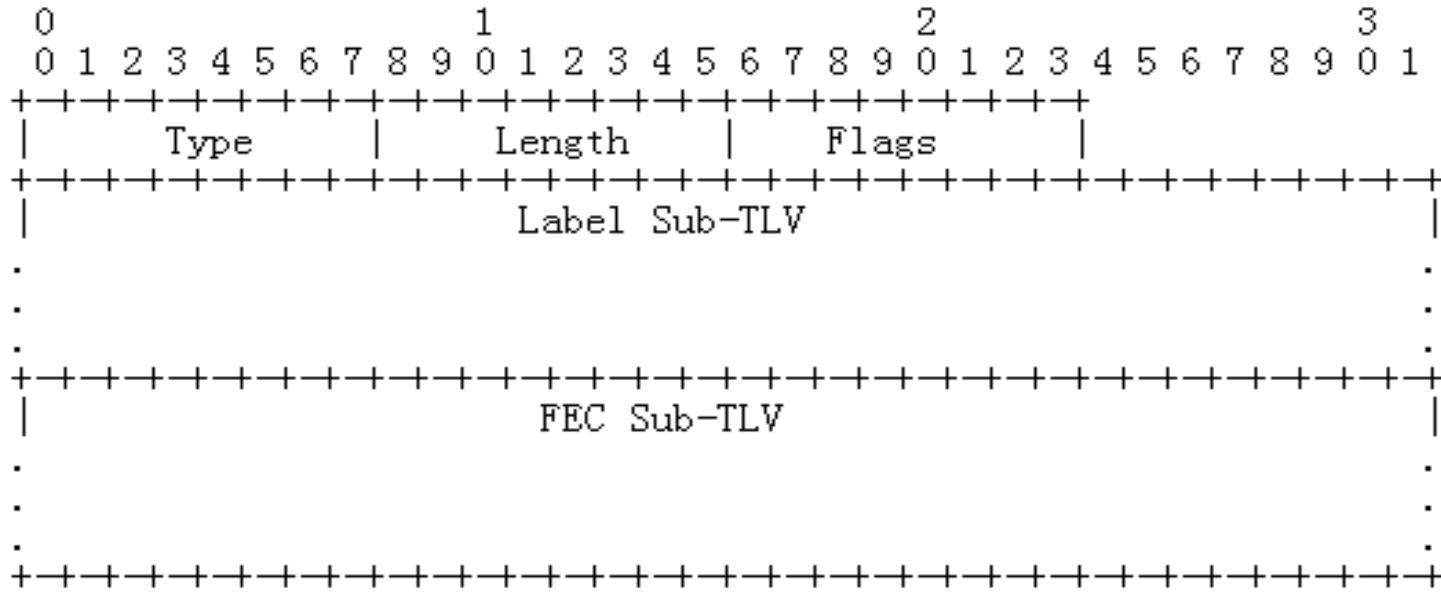 0                   1                   2                   3
0 1 2 3 4 5 6 7 8 9 0 1 2 3 4 5 6 7 8 9 0 1 2 3 4 5 6 7 8 9 0 1
+-+-+-+-+-+-+-+-+-+-+-+-+-+-+-+-+-+-+-+-+-+-+-+-+
|      Type     |     Length    |     Flags     |
+-+-+-+-+-+-+-+-+-+-+-+-+-+-+-+-+-+-+-+-+-+-+-+-+-+-+-+-+-+-+-+-+
|                      Label Sub-TLV                            |
.                                                               .
.                                                               .
.                                                               .
+-+-+-+-+-+-+-+-+-+-+-+-+-+-+-+-+-+-+-+-+-+-+-+-+-+-+-+-+-+-+-+-+
|                       FEC Sub-TLV                             |
.                                                               .
.                                                               .
.                                                               .
+-+-+-+-+-+-+-+-+-+-+-+-+-+-+-+-+-+-+-+-+-+-+-+-+-+-+-+-+-+-+-+-+